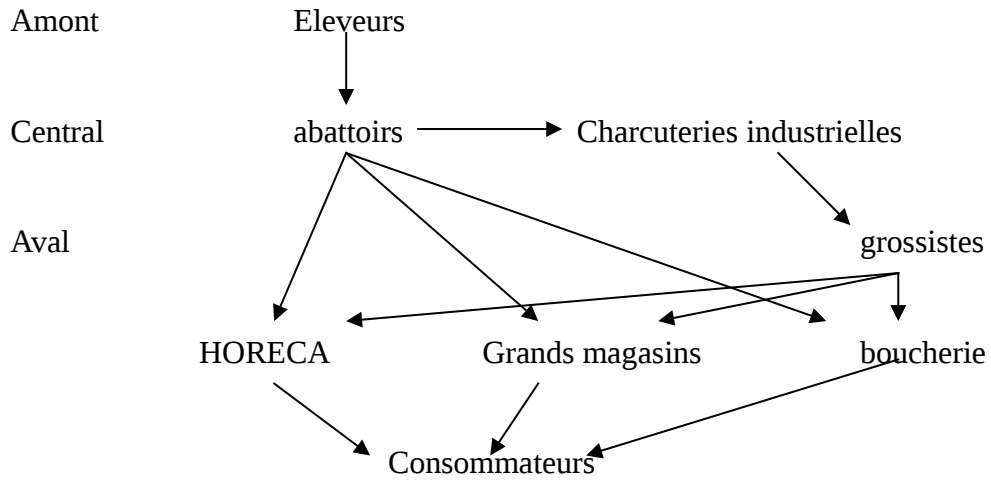 Amont Eleveurs
Central abattoirs Charcuteries industrielles
Aval grossistes
HORECA Grands magasins boucherie
Consommateurs